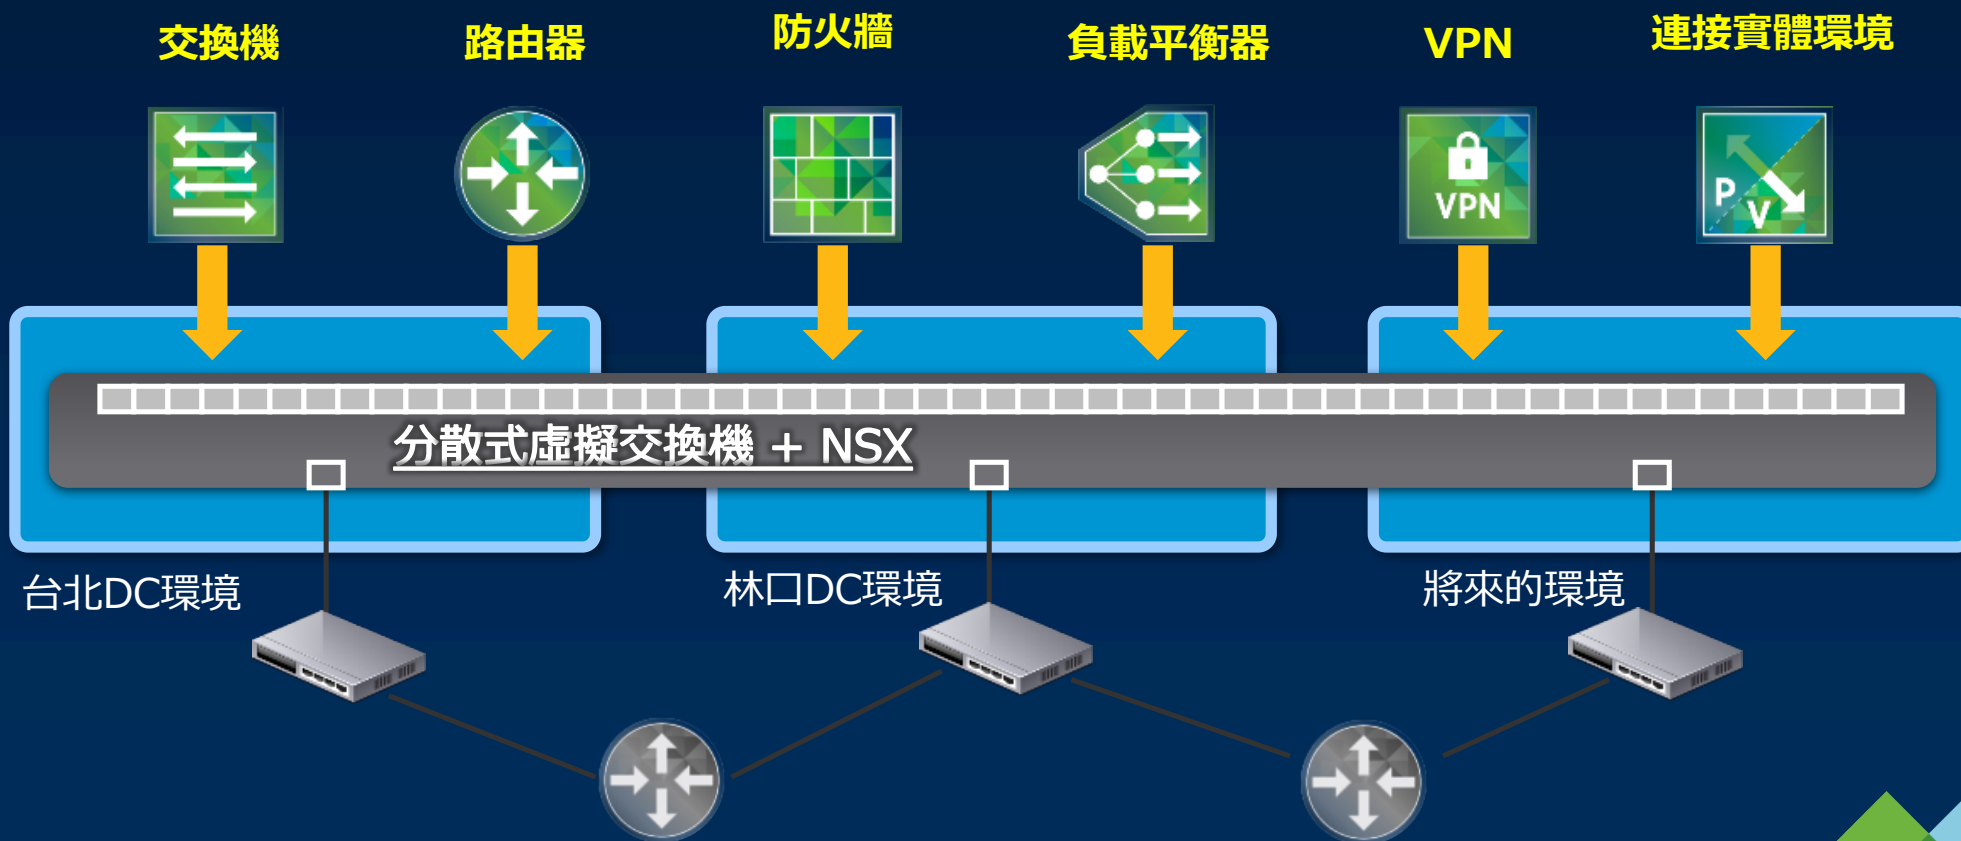 交換機
路由器
防火牆
負載平衡器
VPN
連接實體環境
VPN
P
V
分散式虛擬交換機 + NSX
台北DC環境
林口DC環境
將來的環境